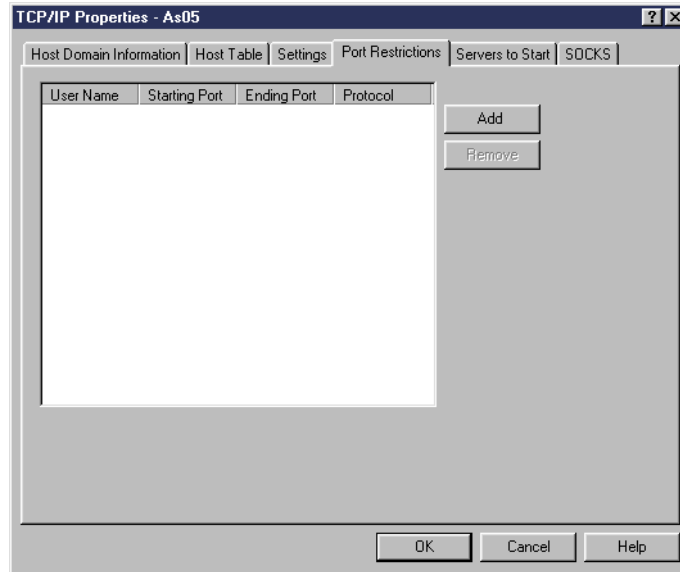 TCP/IP Properties - As05
Host Domain Information Host Table Settings Port Restrictions Servers to Start SOCKS
User Name Starting Port Ending Port Protocol
Add
Remove
OK Cancel Help